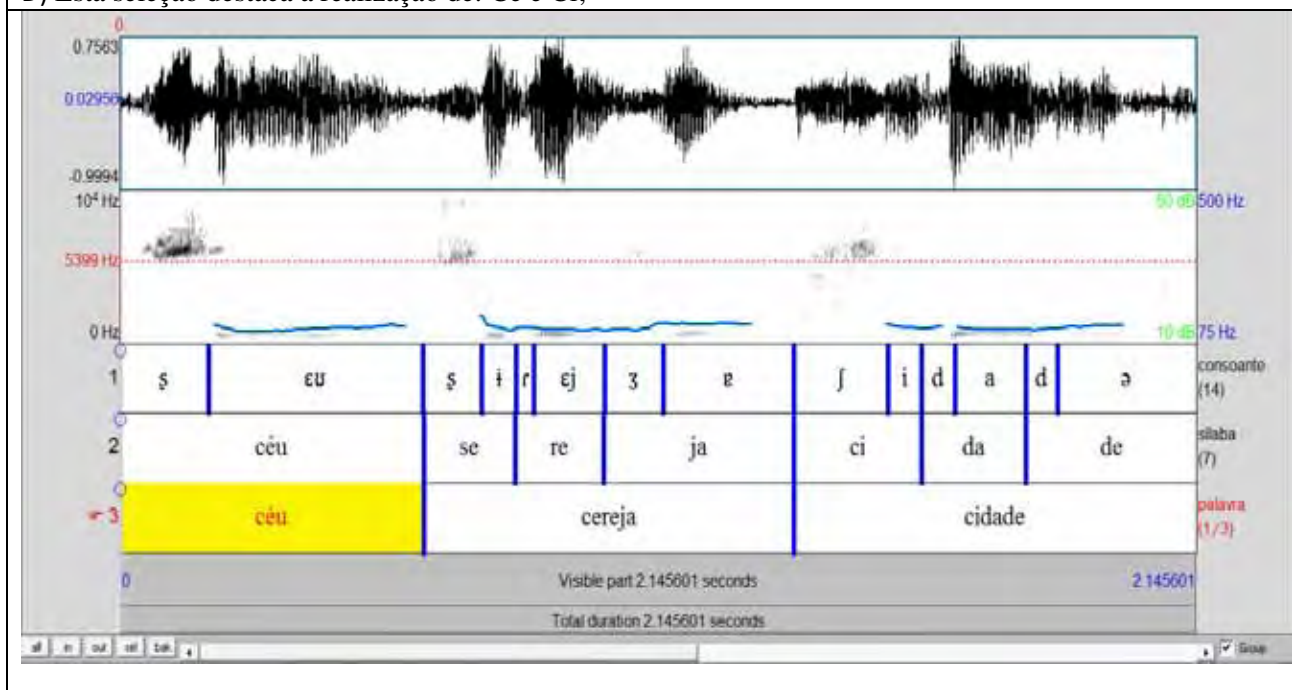 0.7563
0.02956
-0.9994
10⁴ Hz
5399 Hz
0 Hz
50 dB 500 Hz
10 dB 75 Hz
1 ʂ ɛʊ ʂ ɨ ɾ ɛj ʒ ɐ ʃ i d a d ə consoante (14)
2 céu se re ja ci da de sílaba (7)
3 céu cereja cidade palavra (1/3)
0 Visible part 2.145601 seconds 2.145601
Total duration 2.145601 seconds
all in out sel bak Group